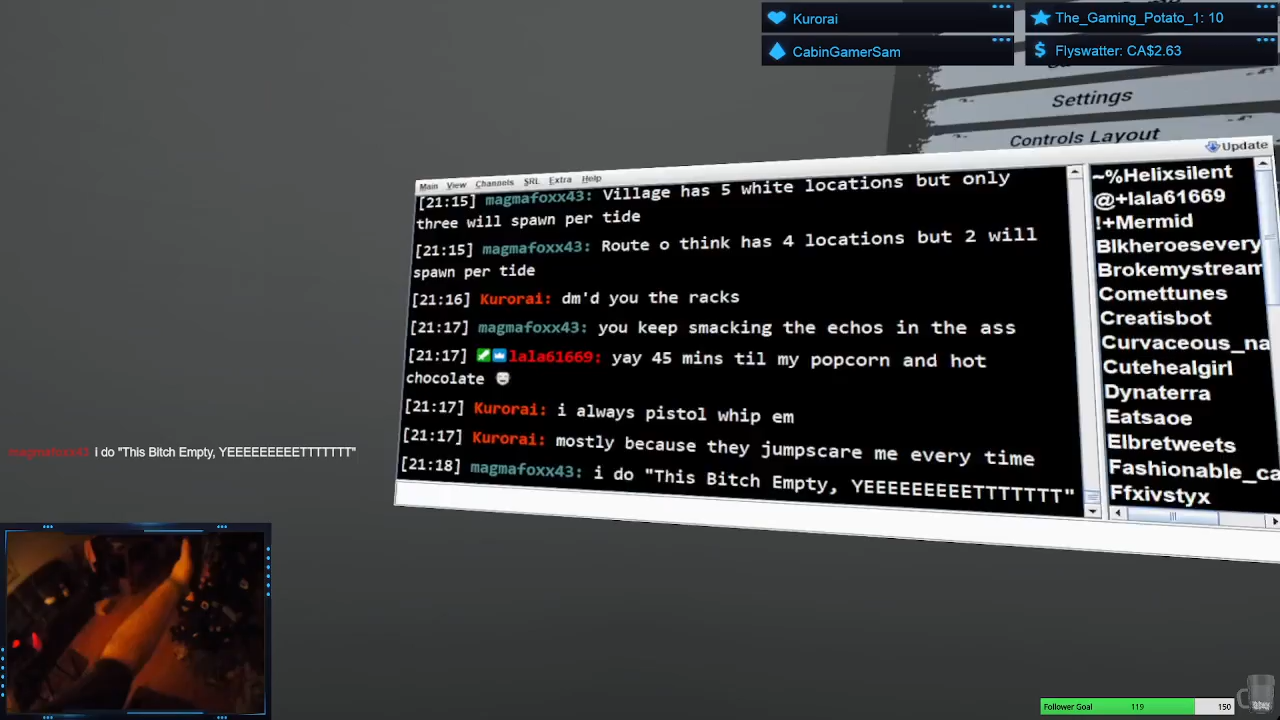 Kurorai
The_Gaming_Potato_1: 10
CabinGamerSam
Flyswatter: CA$2.63
Settings
Controls Layout
Update
Main View Channels SRL Extra Help
[21:15] magmafoxx43: Village has 5 white locations but only
three will spawn per tide
[21:15] magmafoxx43: Route o think has 4 locations but 2 will
spawn per tide
[21:16] Kurorai: dm'd you the racks
[21:17] magmafoxx43: you keep smacking the echos in the ass
[21:17] lala61669: yay 45 mins til my popcorn and hot
chocolate
[21:17] Kurorai: i always pistol whip em
[21:17] Kurorai: mostly because they jumpscare me every time
[21:18] magmafoxx43: i do "This Bitch Empty, YEEEEEEEEETTTTTTT"
~%Helixsilent
@+lala61669
!+Mermid
Blkheroesevery
Brokemystream
Comettunes
Creatisbot
Curvaceous_na
Cutehealgirl
Dynaterra
Eatsaoe
Elbretweets
Fashionable_ca
Ffxivstyx
magmafoxx43 i do "This Bitch Empty, YEEEEEEEEETTTTTTT"
Follower Goal 119 150